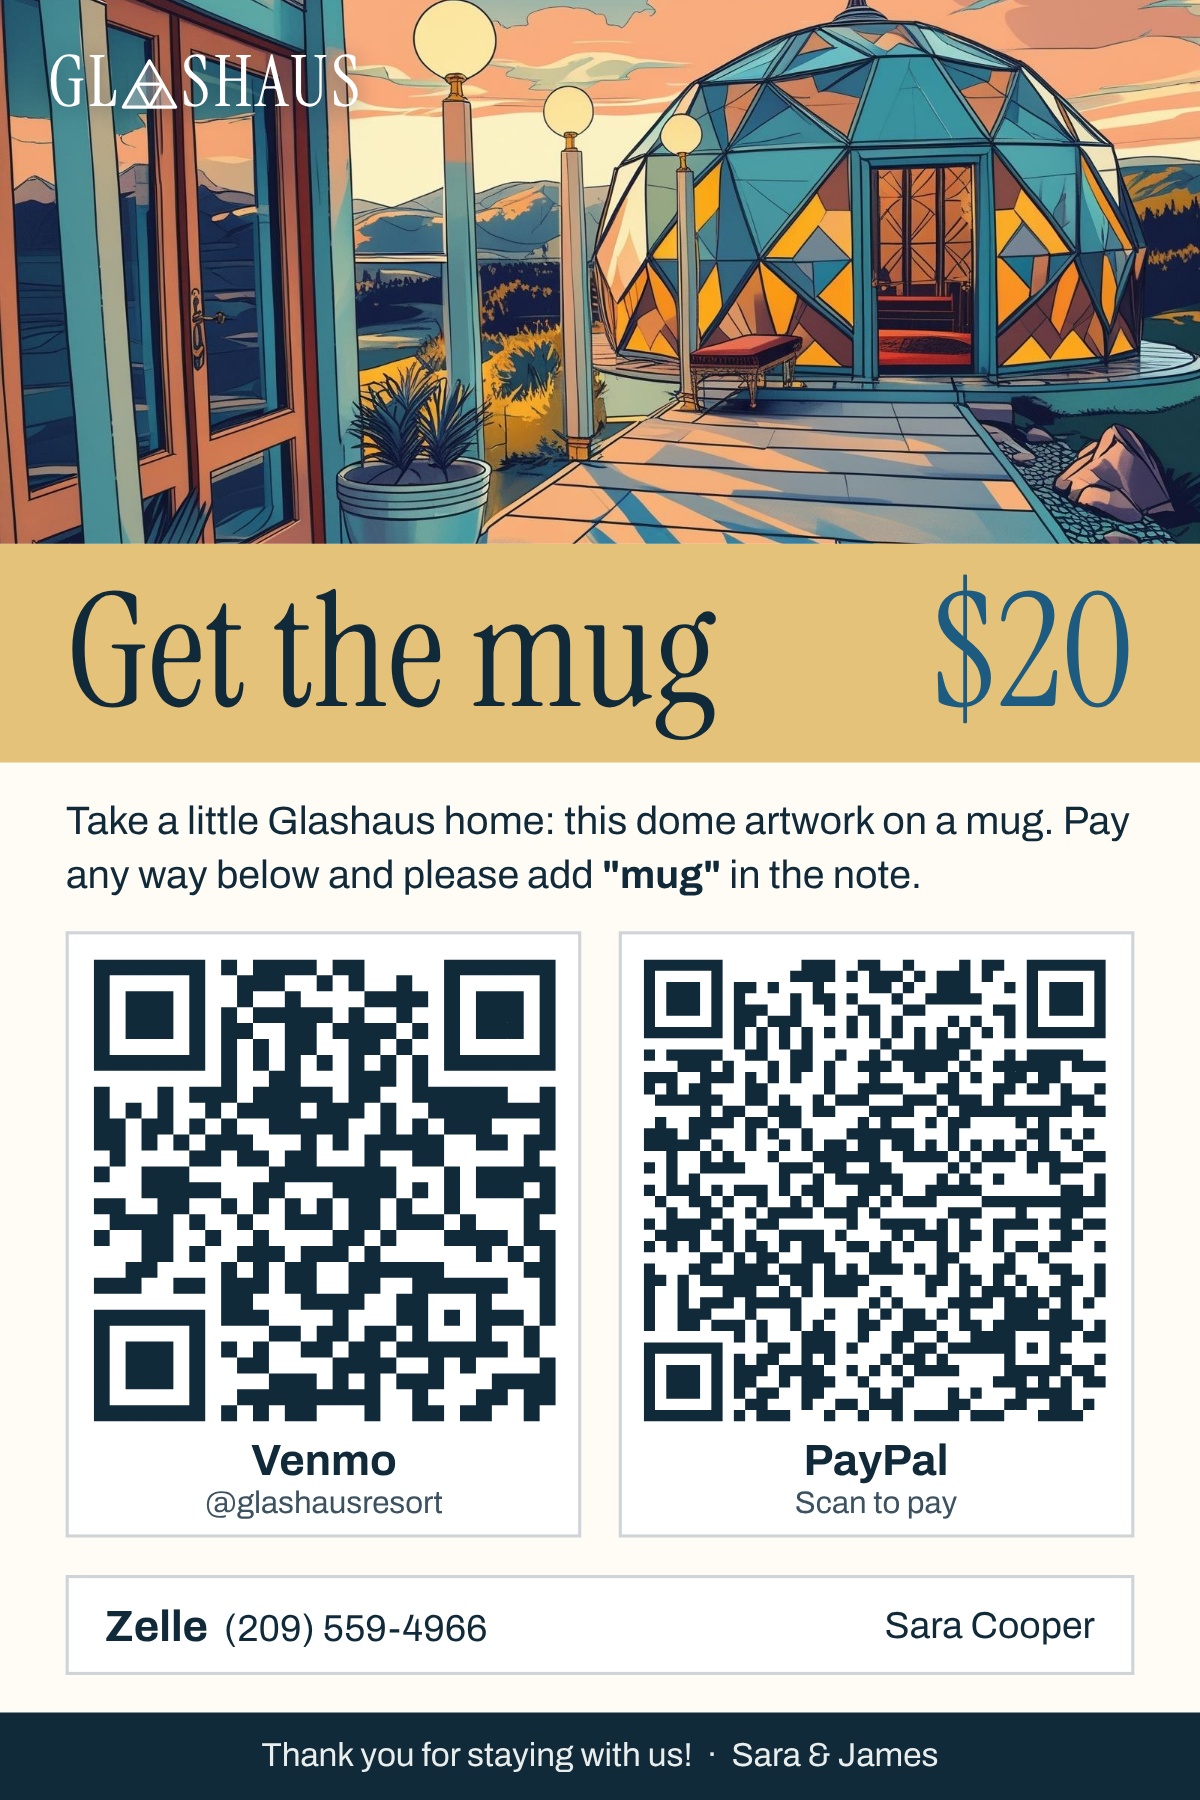 GLASHAUS
Get the mug
$20
Take a little Glashaus home: this dome artwork on a mug. Pay
any way below and please add "mug" in the note.
Venmo
@glashausresort
PayPal
Scan to pay
Zelle (209) 559-4966
Sara Cooper
Thank you for staying with us! · Sara & James